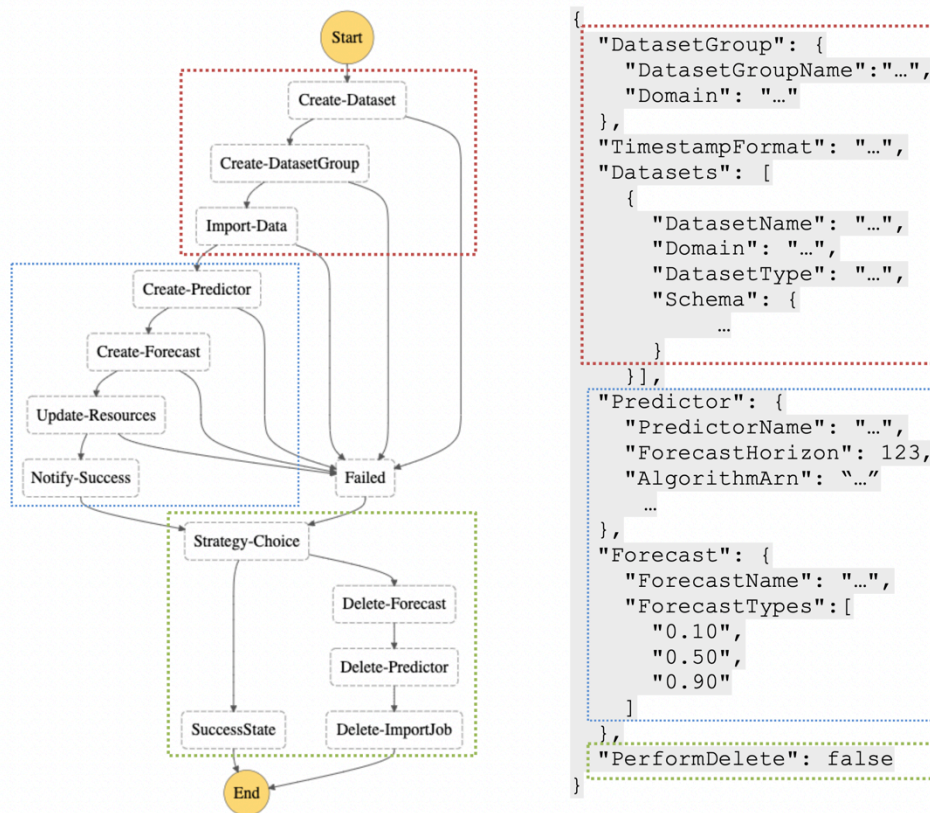 Start
Create-Dataset
Create-DatasetGroup
Import-Data
Create-Predictor
Create-Forecast
Update-Resources
Notify-Success
Failed
Strategy-Choice
Delete-Forecast
Delete-Predictor
SuccessState
Delete-ImportJob
End
{
"DatasetGroup": {
"DatasetGroupName":"…",
"Domain": "…"
},
"TimestampFormat": "…",
"Datasets": [
{
"DatasetName": "…",
"Domain": "…",
"DatasetType": "…",
"Schema": {
…
}
}],
"Predictor": {
"PredictorName": "…",
"ForecastHorizon": 123,
"AlgorithmArn": “…”
…
},
"Forecast": {
"ForecastName": "…",
"ForecastTypes":[
"0.10",
"0.50",
"0.90"
]
},
"PerformDelete": false
}